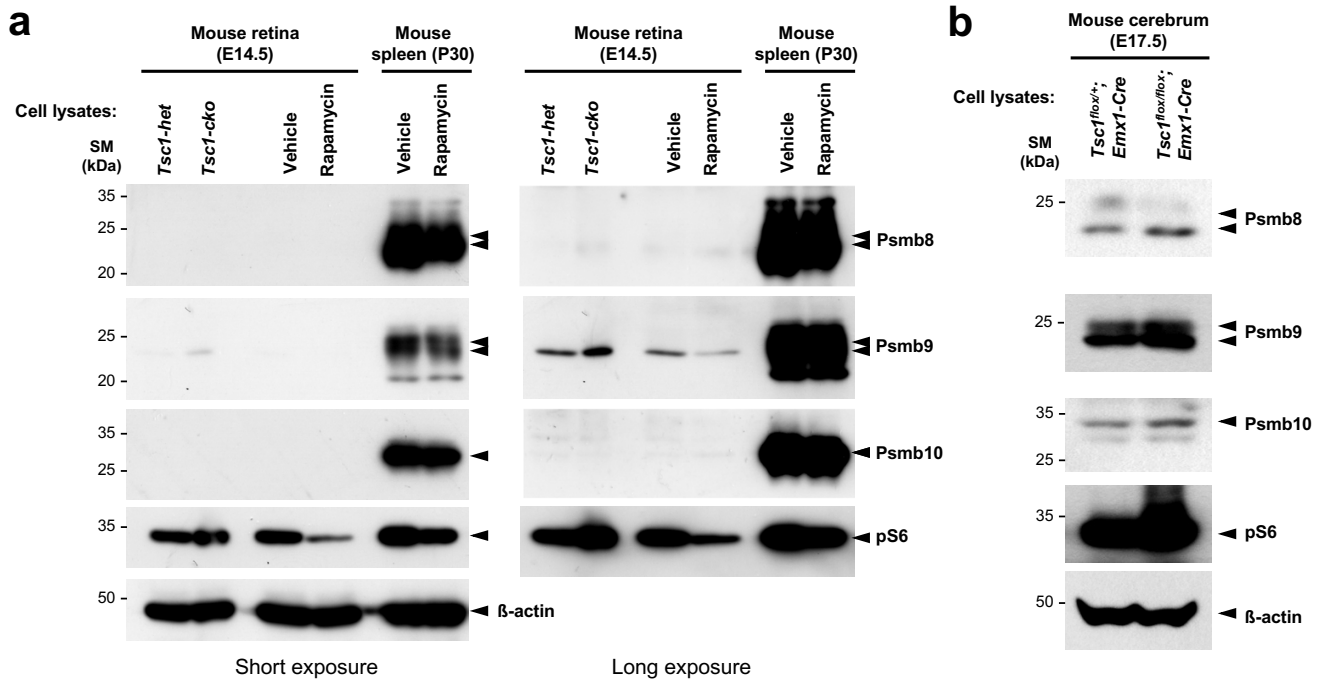 a
Mouse retina
(E14.5)
Mouse
spleen (P30)
Mouse retina
(E14.5)
Mouse
spleen (P30)
Cell lysates:
Tsc1-het
Tsc1-cko
Vehicle
Rapamycin
Vehicle
Rapamycin
Tsc1-het
Tsc1-cko
Vehicle
Rapamycin
Vehicle
Rapamycin
SM
(kDa)
35
25
20
Psmb8
25
20
Psmb9
35
25
Psmb10
35
pS6
50
ß-actin
Short exposure
Long exposure
b
Mouse cerebrum
(E17.5)
Cell lysates:
Tsc1flox/+;
Emx1-Cre
Tsc1flox/flox;
Emx1-Cre
SM
(kDa)
25
Psmb8
25
Psmb9
35
25
Psmb10
35
pS6
50
ß-actin